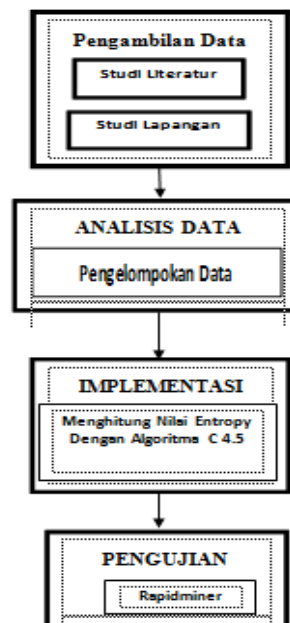 Pengambilan Data
Studi Literatur
Studi Lapangan
ANALISIS DATA
Pengelompokan Data
IMPLEMENTASI
Menghitung Nilai Entropy
Dengan Algoritma C 4.5
PENGUJIAN
Rapidminer